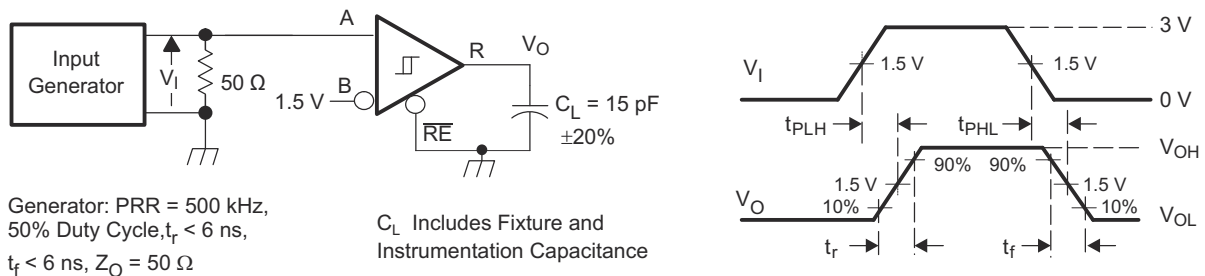 Input
Generator
V_I
50 Ω
A
B
1.5 V
R
V_O
RE
C_L = 15 pF
±20%
Generator: PRR = 500 kHz,
50% Duty Cycle,t_r < 6 ns,
t_f < 6 ns, Z_O = 50 Ω
C_L Includes Fixture and
Instrumentation Capacitance
V_I
1.5 V
1.5 V
3 V
0 V
t_PLH
t_PHL
V_O
1.5 V
10%
90%
90%
1.5 V
10%
V_OH
V_OL
t_r
t_f